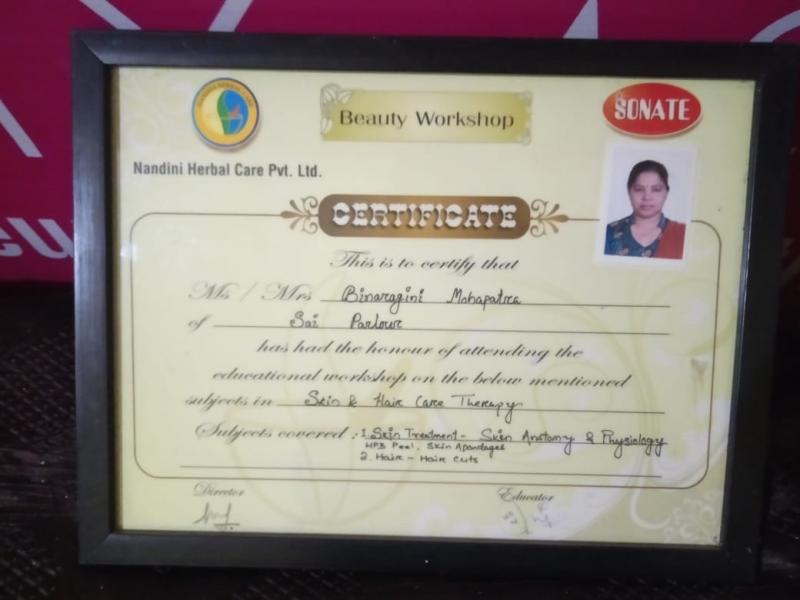 Beauty Workshop
SONATE
Nandini Herbal Care Pvt. Ltd.
CERTIFICATE
This is to certify that
Ms / Mrs Binaragini Mohapatra
of Sai Parlour
has had the honour of attending the
educational workshop on the below mentioned
subjects in Skin & Hair Care Therapy
Subjects covered :- 1. Skin Treatment - Skin Anatomy & Physiology
HPB Peel, Skin Apandages
2. Hair - Hair cuts
Director
Educator